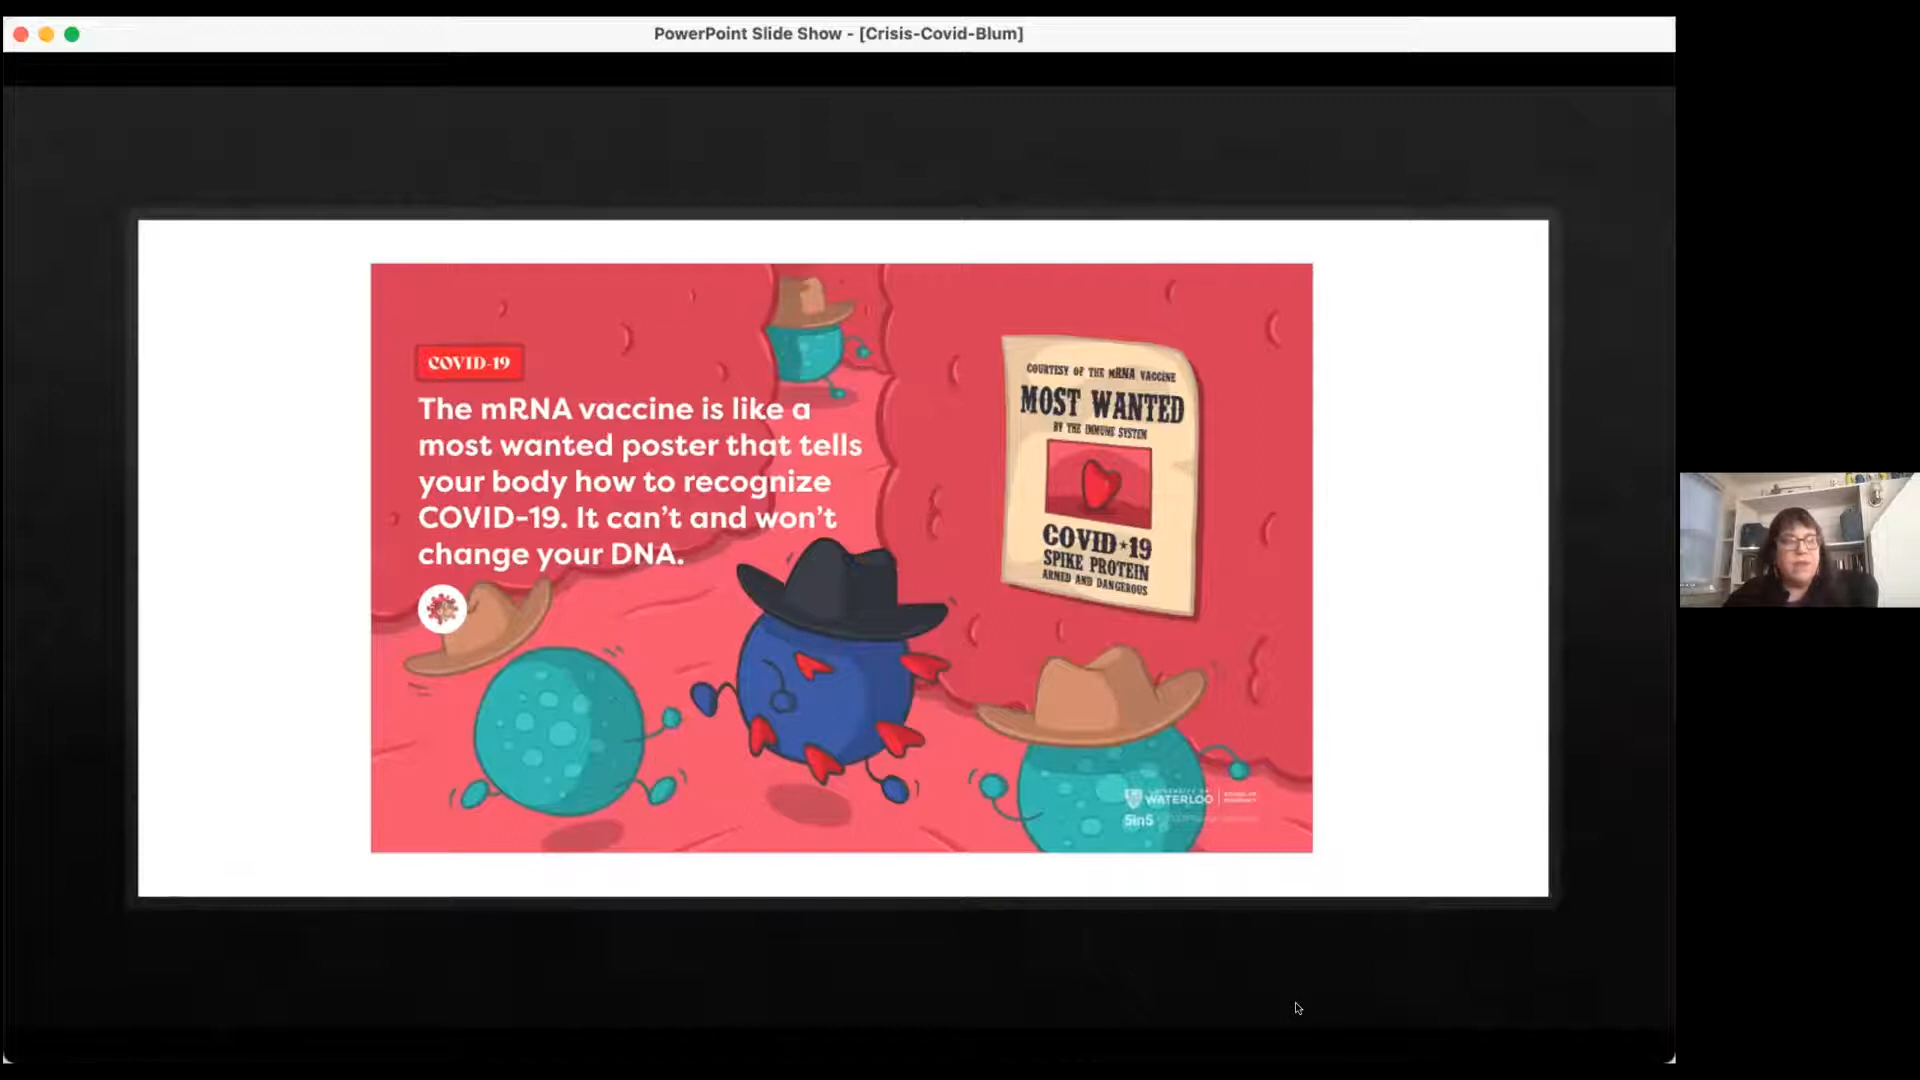 PowerPoint Slide Show - [Crisis-Covid-Blum]
COVID-19
The mRNA vaccine is like a
most wanted poster that tells
your body how to recognize
COVID-19. It can't and won't
change your DNA.
COURTESY OF THE mRNA VACCINE
MOST WANTED
BY THE IMMUNE SYSTEM
COVID★19
SPIKE PROTEIN
ARMED AND DANGEROUS
UNIVERSITY OF
WATERLOO
5in5